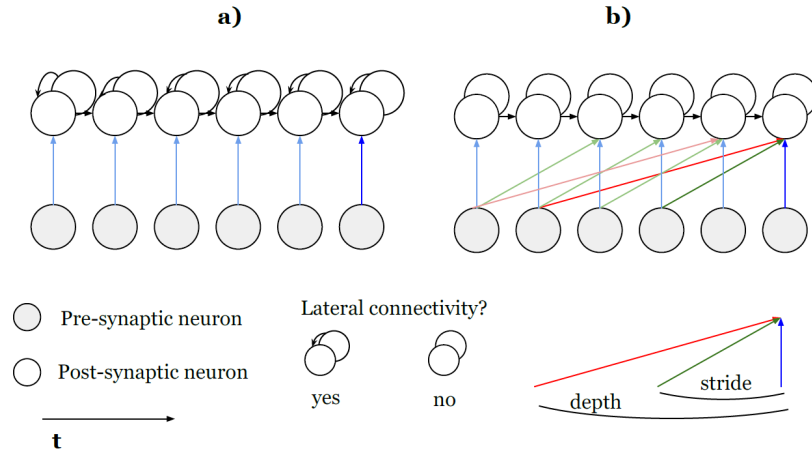 a)
b)
Pre-synaptic neuron
Post-synaptic neuron
t
Lateral connectivity?
yes
no
stride
depth